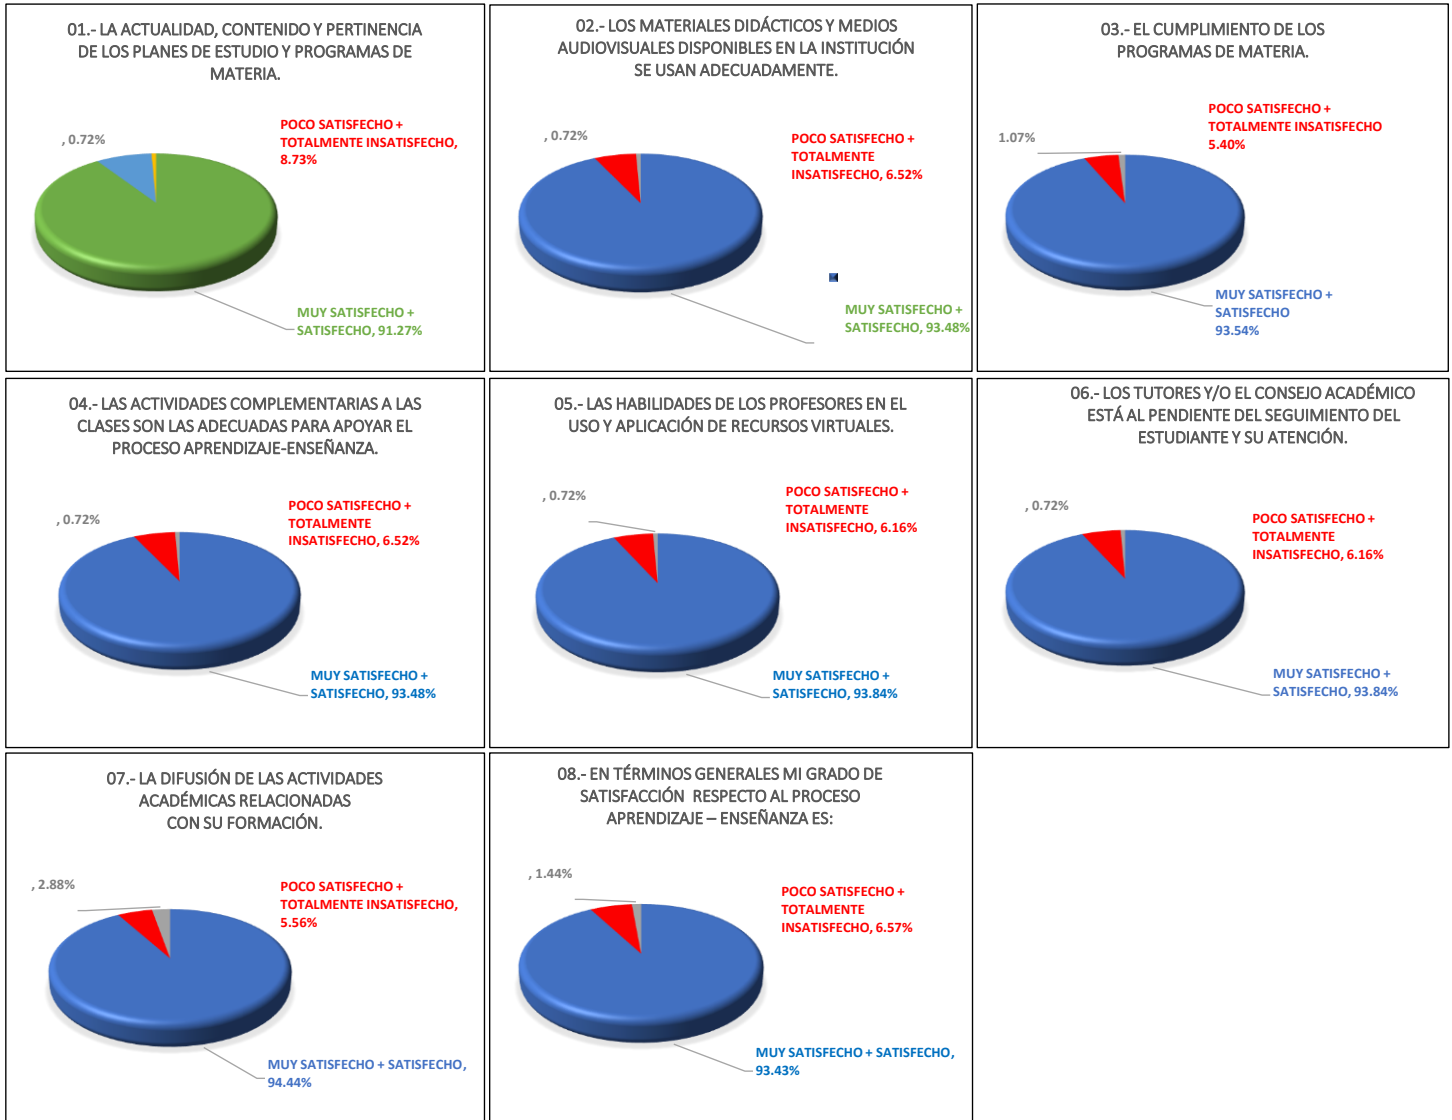 01.- LA ACTUALIDAD, CONTENIDO Y PERTINENCIA
DE LOS PLANES DE ESTUDIO Y PROGRAMAS DE
MATERIA.
, 0.72%
POCO SATISFECHO +
TOTALMENTE INSATISFECHO,
8.73%
MUY SATISFECHO +
SATISFECHO, 91.27%
02.- LOS MATERIALES DIDÁCTICOS Y MEDIOS
AUDIOVISUALES DISPONIBLES EN LA INSTITUCIÓN
SE USAN ADECUADAMENTE.
, 0.72%
POCO SATISFECHO +
TOTALMENTE
INSATISFECHO, 6.52%
MUY SATISFECHO +
SATISFECHO, 93.48%
03.- EL CUMPLIMIENTO DE LOS
PROGRAMAS DE MATERIA.
1.07%
POCO SATISFECHO +
TOTALMENTE INSATISFECHO
5.40%
MUY SATISFECHO +
SATISFECHO
93.54%
04.- LAS ACTIVIDADES COMPLEMENTARIAS A LAS
CLASES SON LAS ADECUADAS PARA APOYAR EL
PROCESO APRENDIZAJE-ENSEÑANZA.
, 0.72%
POCO SATISFECHO +
TOTALMENTE
INSATISFECHO, 6.52%
MUY SATISFECHO +
SATISFECHO, 93.48%
05.- LAS HABILIDADES DE LOS PROFESORES EN EL
USO Y APLICACIÓN DE RECURSOS VIRTUALES.
, 0.72%
POCO SATISFECHO +
TOTALMENTE
INSATISFECHO, 6.16%
MUY SATISFECHO +
SATISFECHO, 93.84%
06.- LOS TUTORES Y/O EL CONSEJO ACADÉMICO
ESTÁ AL PENDIENTE DEL SEGUIMIENTO DEL
ESTUDIANTE Y SU ATENCIÓN.
, 0.72%
POCO SATISFECHO +
TOTALMENTE
INSATISFECHO, 6.16%
MUY SATISFECHO +
SATISFECHO, 93.84%
07.- LA DIFUSIÓN DE LAS ACTIVIDADES
ACADÉMICAS RELACIONADAS
CON SU FORMACIÓN.
, 2.88%
POCO SATISFECHO +
TOTALMENTE INSATISFECHO,
5.56%
MUY SATISFECHO + SATISFECHO,
94.44%
08.- EN TÉRMINOS GENERALES MI GRADO DE
SATISFACCIÓN RESPECTO AL PROCESO
APRENDIZAJE – ENSEÑANZA ES:
, 1.44%
POCO SATISFECHO +
TOTALMENTE
INSATISFECHO, 6.57%
MUY SATISFECHO + SATISFECHO,
93.43%